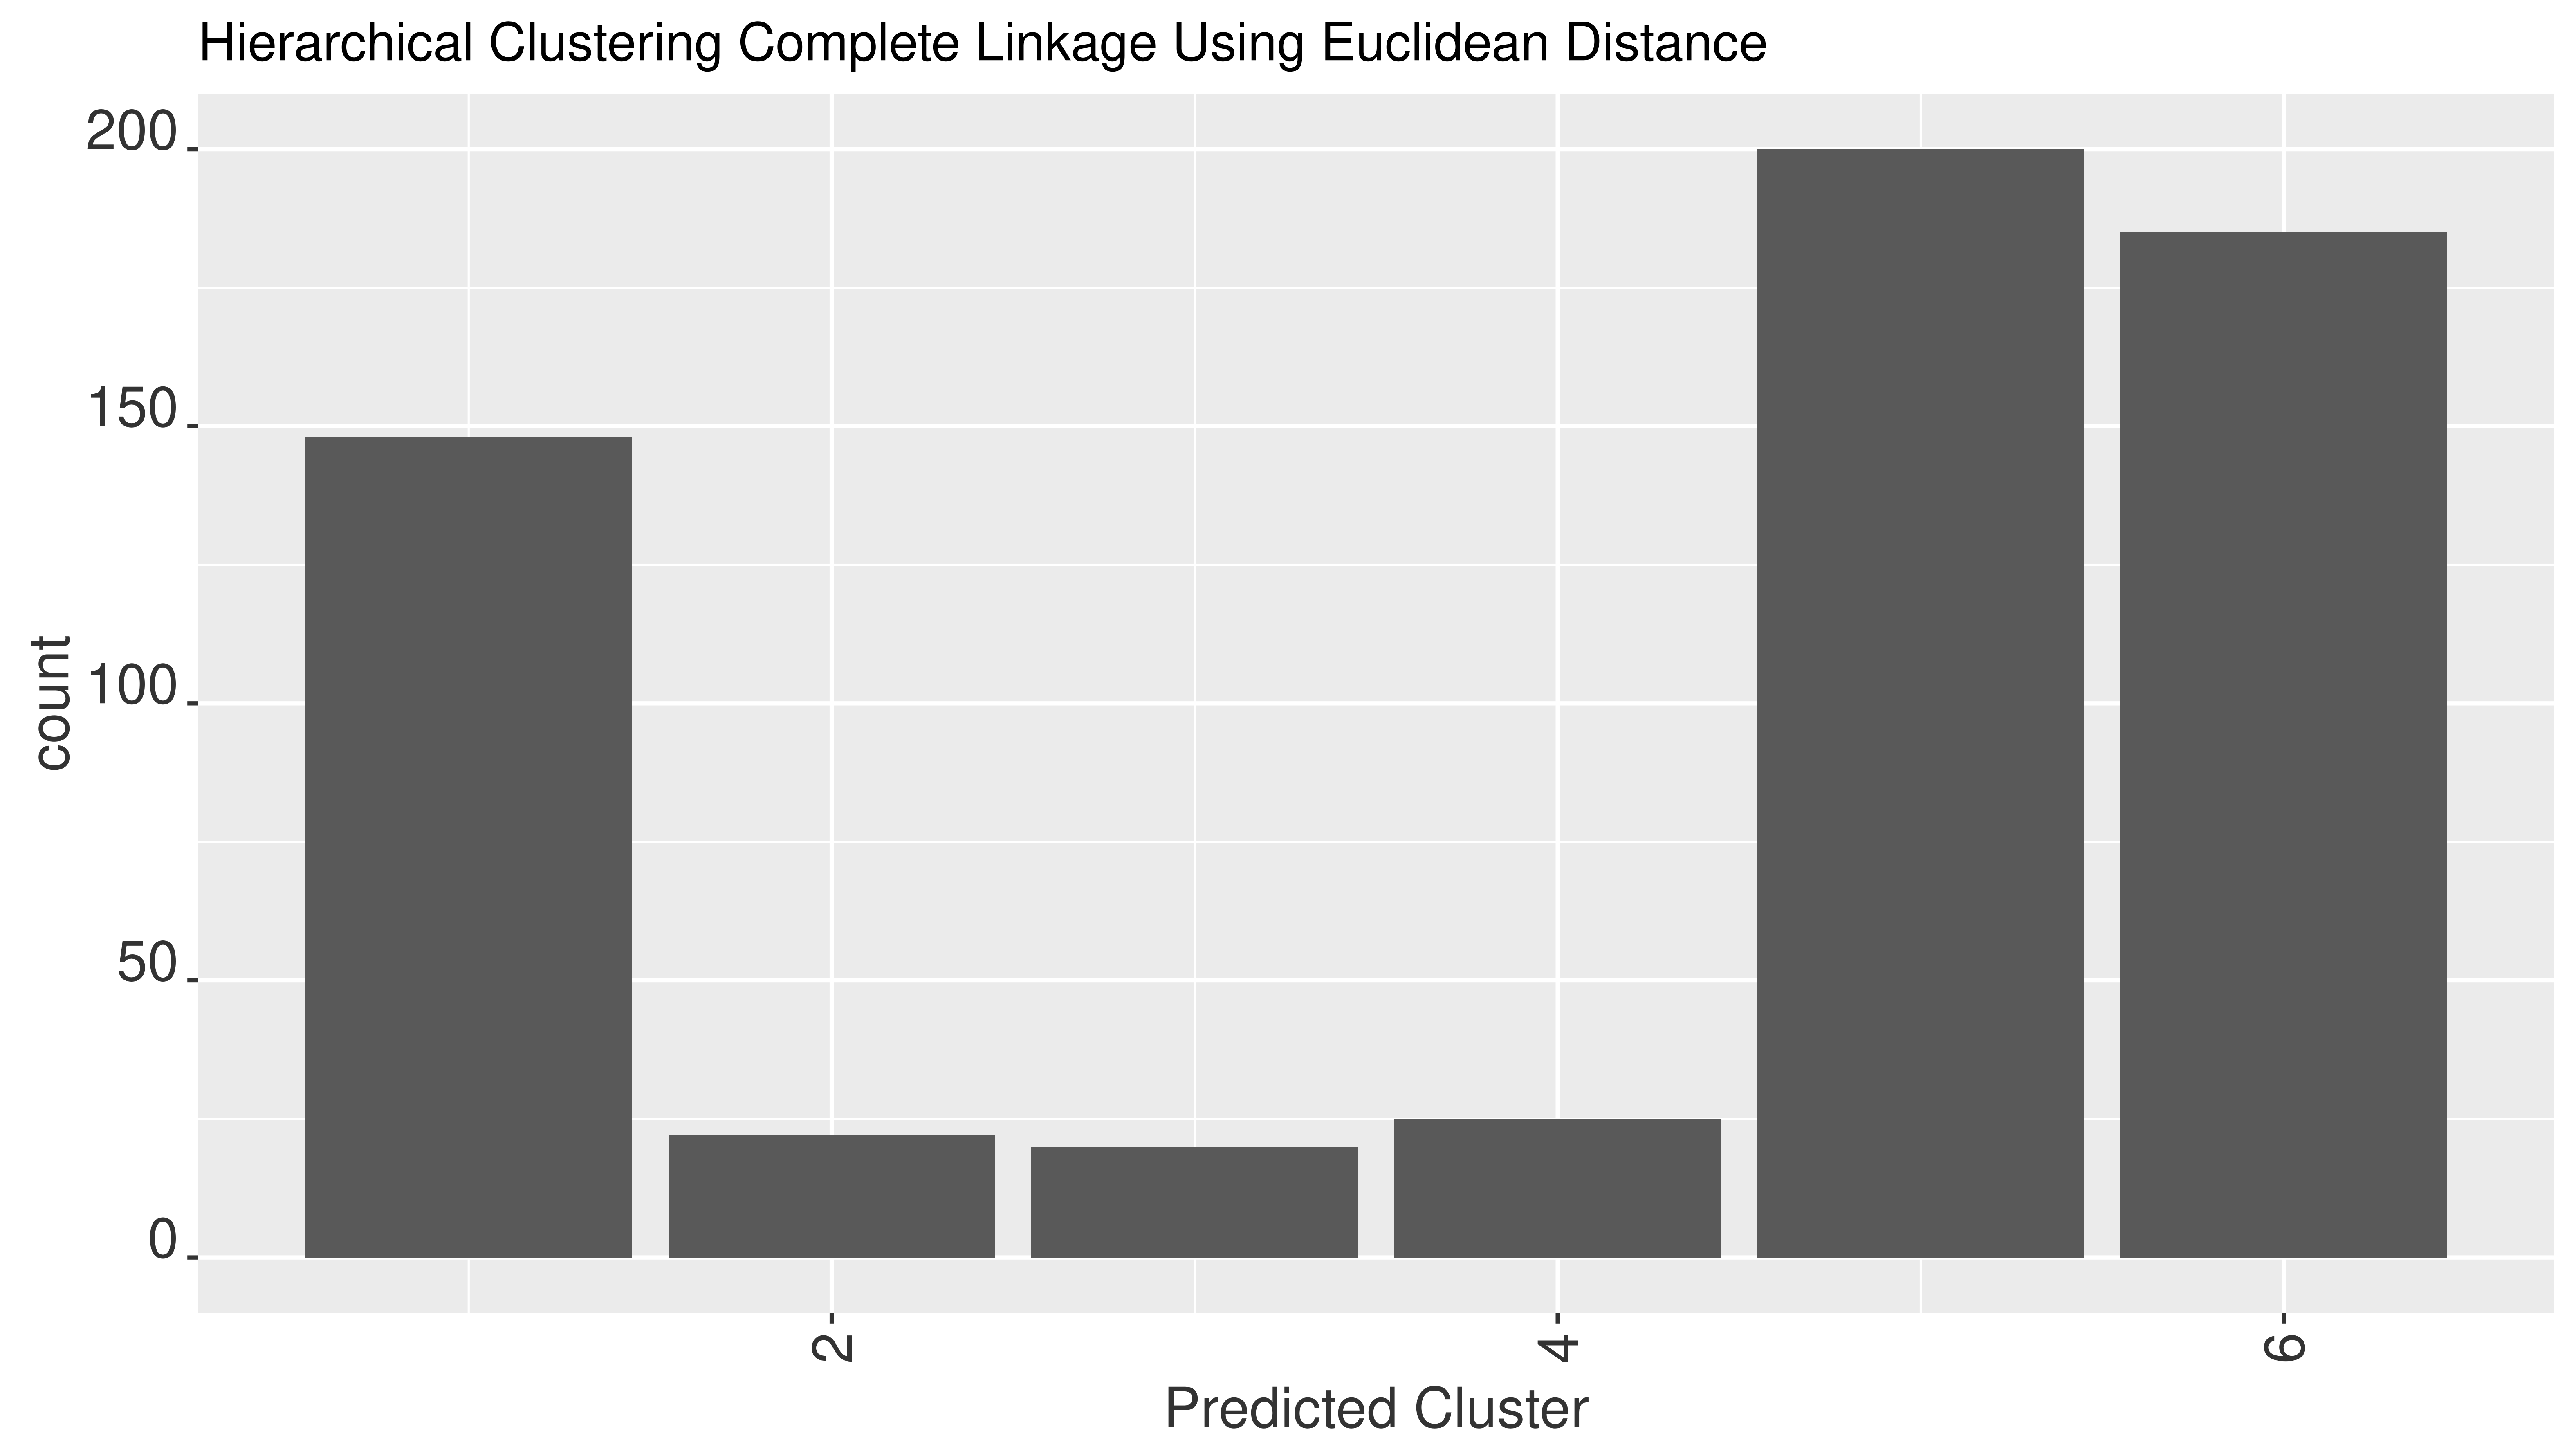 Hierarchical Clustering Complete Linkage Using Euclidean Distance
200
150
100
50
0
count
2
4
6
Predicted Cluster